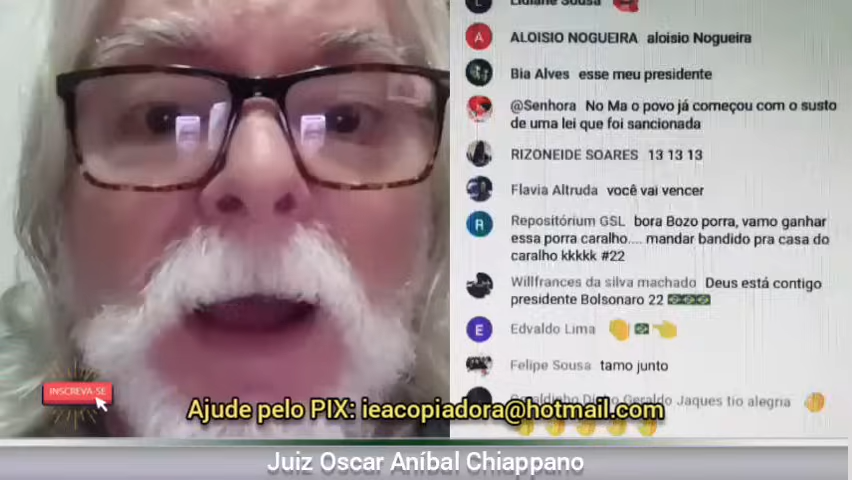 Lidiane Sousa
ALOISIO NOGUEIRA aloisio Nogueira
Bia Alves esse meu presidente
@Senhora No Ma o povo já começou com o susto
de uma lei que foi sancionada
RIZONEIDE SOARES 13 13 13
Flavia Altruda você vai vencer
Repositórium GSL bora Bozo porra, vamo ganhar
essa porra caralho.... mandar bandido pra casa do
caralho kkkkk #22
Willfrances da silva machado Deus está contigo
presidente Bolsonaro 22
Edvaldo Lima
Felipe Sousa tamo junto
Geraldo Jaques tio alegria
INSCREVA-SE
Ajude pelo PIX: ieacopiadora@hotmail.com
Juiz Oscar Aníbal Chiappano